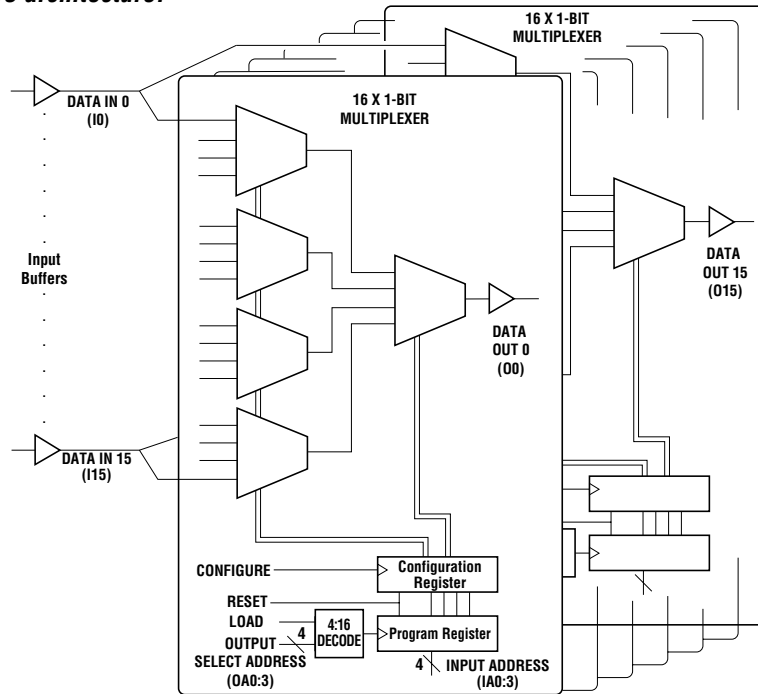 16 X 1-BIT
MULTIPLEXER
16 X 1-BIT
MULTIPLEXER
DATA IN 0
(I0)
Input
Buffers
DATA
OUT 15
(O15)
DATA
OUT 0
(O0)
DATA IN 15
(I15)
CONFIGURE
Configuration
Register
RESET
LOAD
OUTPUT
4
SELECT ADDRESS
(OA0:3)
4:16
DECODE
Program Register
4
INPUT ADDRESS
(IA0:3)